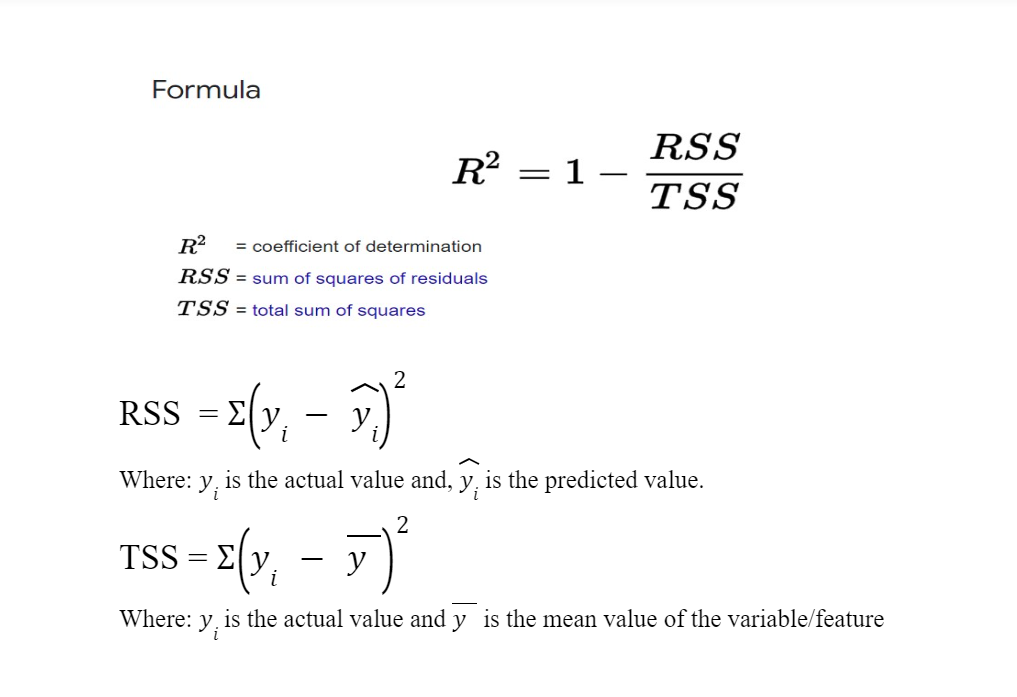 Formula
R² = 1 − RSS/TSS
R² = coefficient of determination
RSS = sum of squares of residuals
TSS = total sum of squares
RSS = Σ(yᵢ − ŷᵢ)²
Where: yᵢ is the actual value and, ŷᵢ is the predicted value.
TSS = Σ(yᵢ − y̅)²
Where: yᵢ is the actual value and y̅ is the mean value of the variable/feature